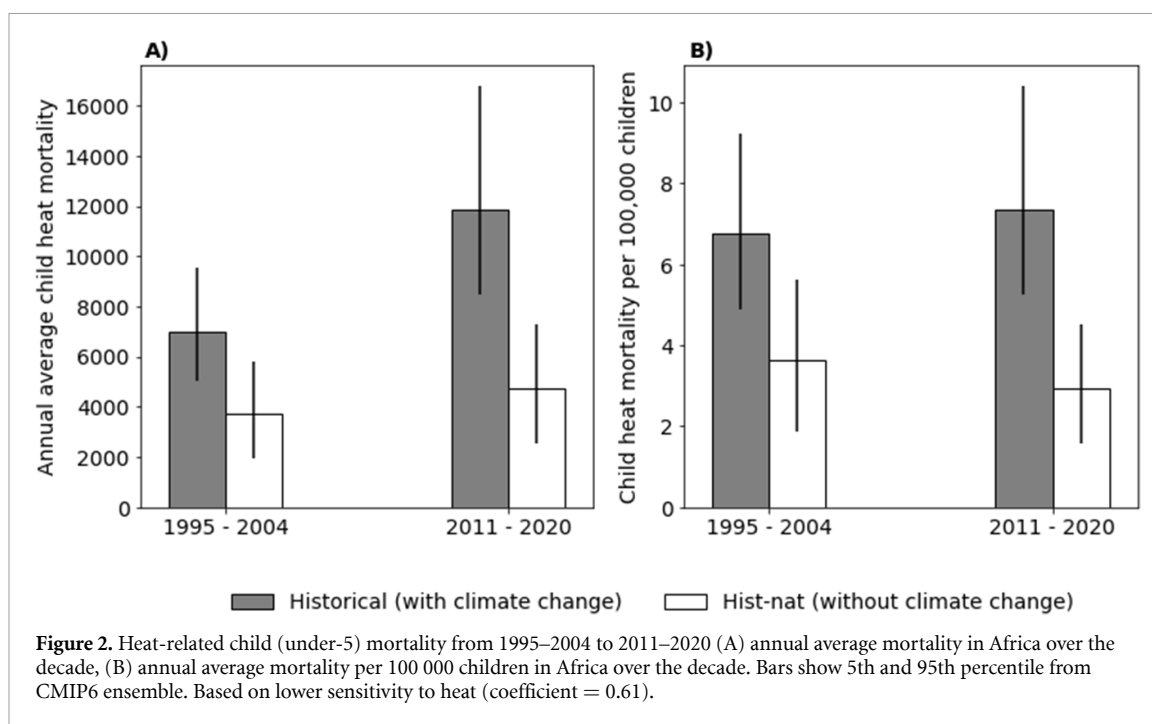 A)
Annual average child heat mortality
16000
14000
12000
10000
8000
6000
4000
2000
0
1995 - 2004
2011 - 2020
B)
Child heat mortality per 100,000 children
10
8
6
4
2
0
1995 - 2004
2011 - 2020
Historical (with climate change)
Hist-nat (without climate change)
Figure 2. Heat-related child (under-5) mortality from 1995–2004 to 2011–2020 (A) annual average mortality in Africa over the
decade, (B) annual average mortality per 100 000 children in Africa over the decade. Bars show 5th and 95th percentile from
CMIP6 ensemble. Based on lower sensitivity to heat (coefficient = 0.61).